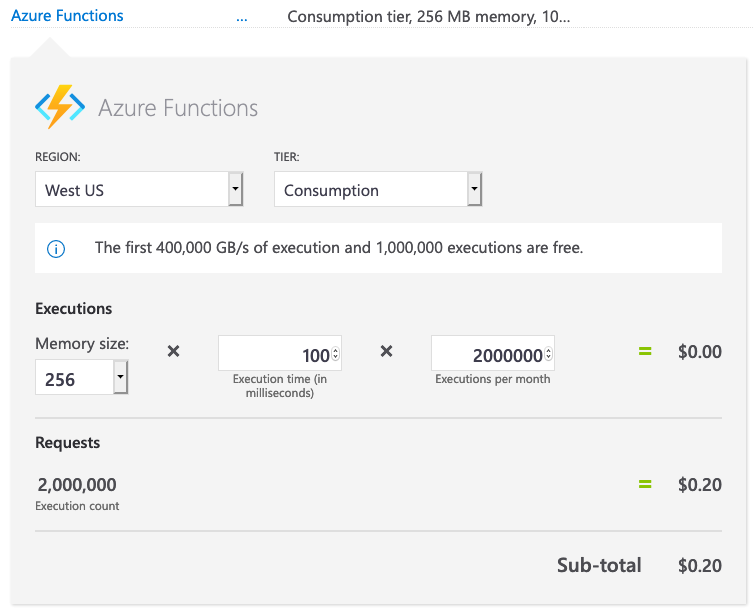 Azure Functions ... Consumption tier, 256 MB memory, 10...
Azure Functions
REGION: TIER:
West US Consumption
The first 400,000 GB/s of execution and 1,000,000 executions are free.
Executions
Memory size:
256 × 100 × 2000000 = $0.00
Execution time (in
milliseconds)
Executions per month
Requests
2,000,000 = $0.20
Execution count
Sub-total $0.20